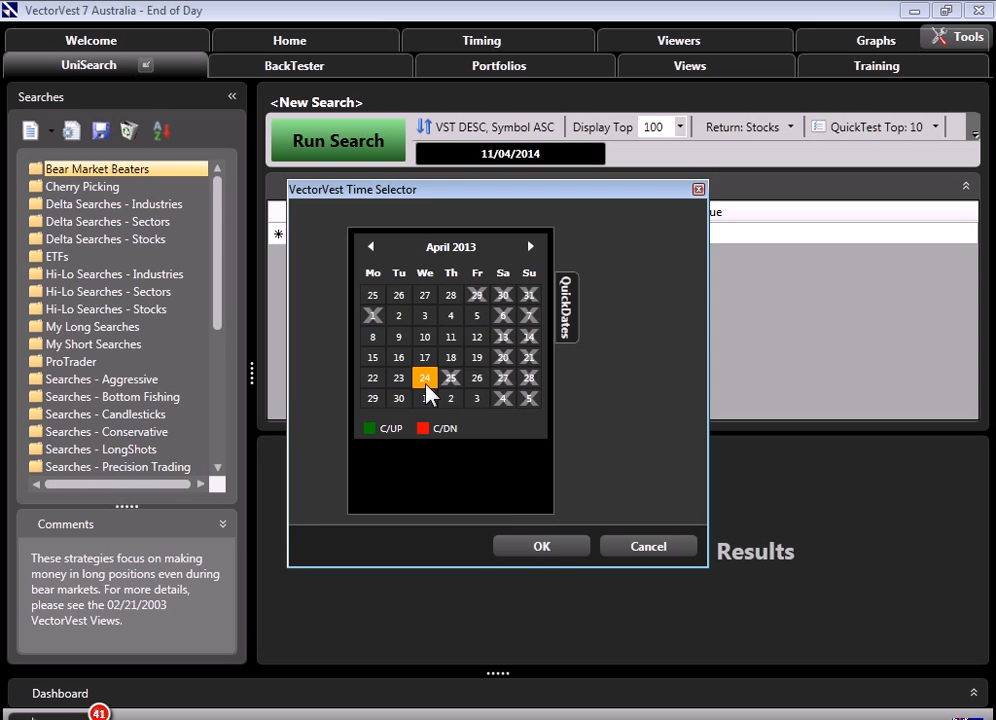 VectorVest 7 Australia - End of Day
Welcome
Home
Timing
Viewers
Graphs
Tools
UniSearch
BackTester
Portfolios
Views
Training
Searches
Bear Market Beaters
Cherry Picking
Delta Searches - Industries
Delta Searches - Sectors
Delta Searches - Stocks
ETFs
Hi-Lo Searches - Industries
Hi-Lo Searches - Sectors
Hi-Lo Searches - Stocks
My Long Searches
My Short Searches
ProTrader
Searches - Aggressive
Searches - Bottom Fishing
Searches - Candlesticks
Searches - Conservative
Searches - LongShots
Searches - Precision Trading
Comments
These strategies focus on making
money in long positions even during
bear markets. For more details,
please see the 02/21/2003
VectorVest Views.
<New Search>
Run Search
VST DESC, Symbol ASC
Display Top 100
Return: Stocks
QuickTest Top: 10
11/04/2014
ue
VectorVest Time Selector
April 2013
Mo Tu We Th Fr Sa Su
25 26 27 28 29 30 31
1 2 3 4 5 6 7
8 9 10 11 12 13 14
15 16 17 18 19 20 21
22 23 24 25 26 27 28
29 30 1 2 3 4 5
C/UP C/DN
QuickDates
OK
Cancel
Results
Dashboard
41